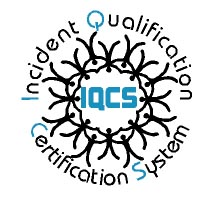 Incident Qualification
IQCS
Certification System